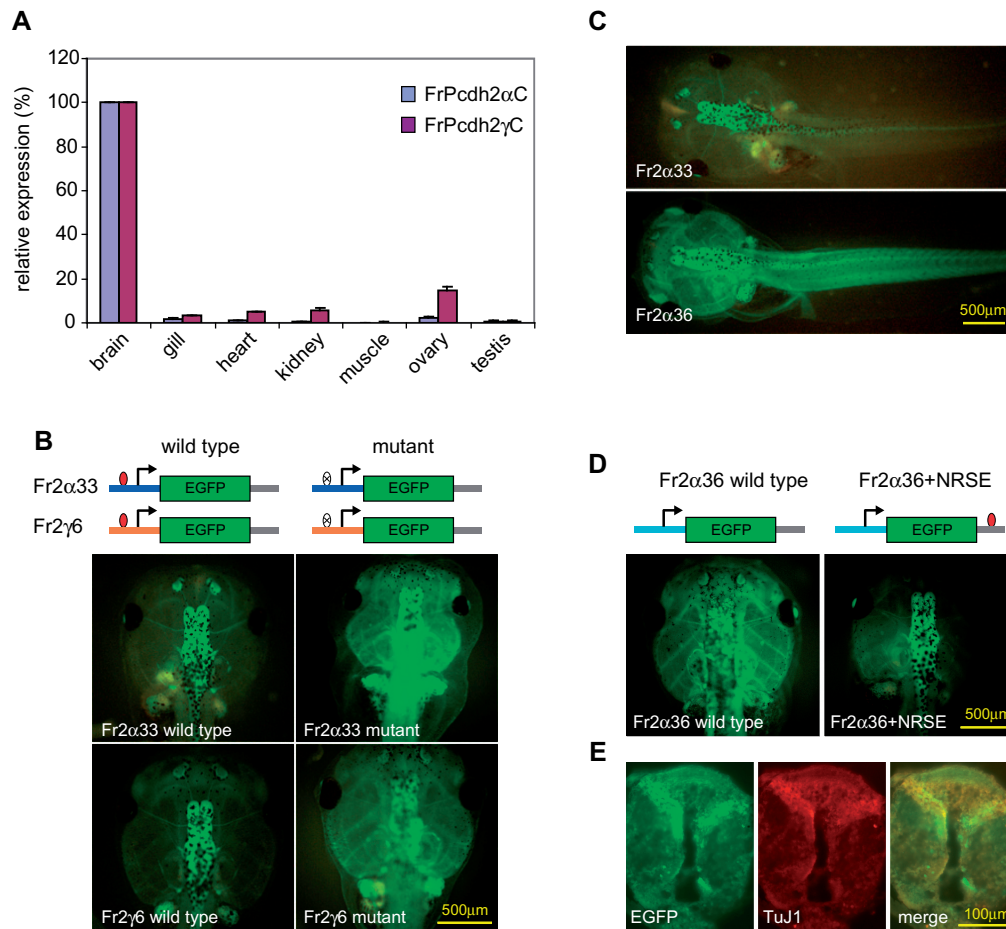 A
120
100
80
60
40
20
0
relative expression (%)
FrPcdh2αC
FrPcdh2γC
brain
gill
heart
kidney
muscle
ovary
testis
B
wild type
mutant
Fr2α33
EGFP
EGFP
Fr2γ6
EGFP
EGFP
Fr2α33 wild type
Fr2α33 mutant
Fr2γ6 wild type
Fr2γ6 mutant
500μm
C
Fr2α33
Fr2α36
500μm
D
Fr2α36 wild type
Fr2α36+NRSE
EGFP
EGFP
Fr2α36 wild type
Fr2α36+NRSE
500μm
E
EGFP
TuJ1
merge
100μm